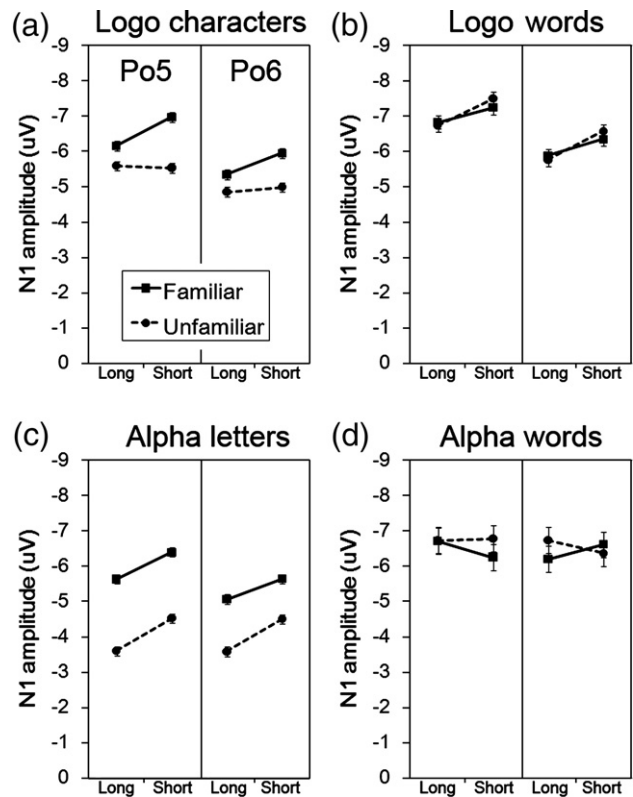 (a) Logo characters
-9
-8
-7
-6
-5
-4
-3
-2
-1
0
N1 amplitude (uV)
Po5 Po6
Familiar
Unfamiliar
Long Short Long Short
(b) Logo words
-9
-8
-7
-6
-5
-4
-3
-2
-1
0
N1 amplitude (uV)
Long Short Long Short
(c) Alpha letters
-9
-8
-7
-6
-5
-4
-3
-2
-1
0
N1 amplitude (uV)
Long Short Long Short
(d) Alpha words
-9
-8
-7
-6
-5
-4
-3
-2
-1
0
N1 amplitude (uV)
Long Short Long Short